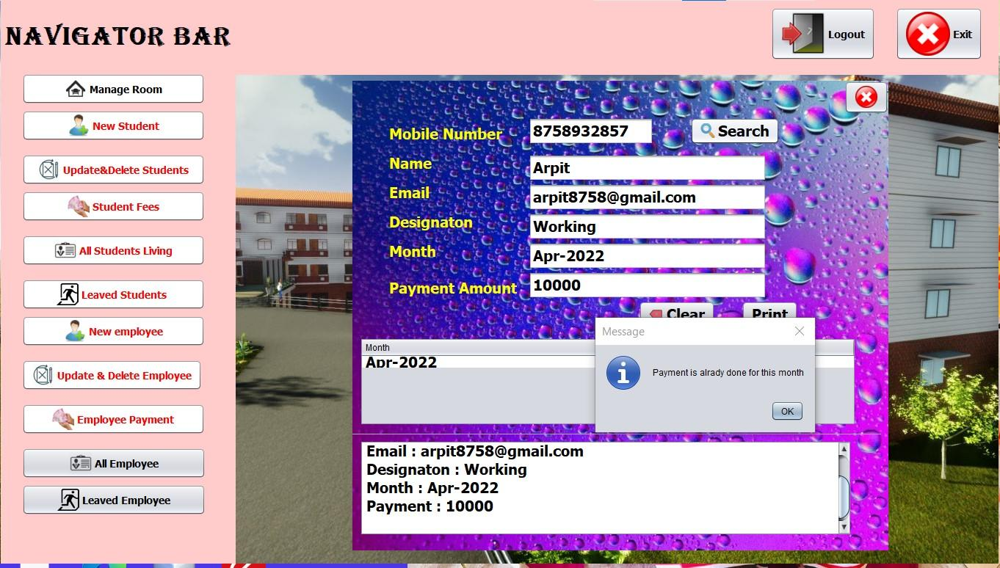 NAVIGATOR BAR
Logout
Exit
Manage Room
New Student
Update&Delete Students
Student Fees
All Students Living
Leaved Students
New employee
Update & Delete Employee
Employee Payment
All Employee
Leaved Employee
Mobile Number 8758932857 Search
Name Arpit
Email arpit8758@gmail.com
Designaton Working
Month Apr-2022
Payment Amount 10000
Clear Print
Month
Apr-2022
Message
Payment is alrady done for this month
OK
Email : arpit8758@gmail.com
Designaton : Working
Month : Apr-2022
Payment : 10000